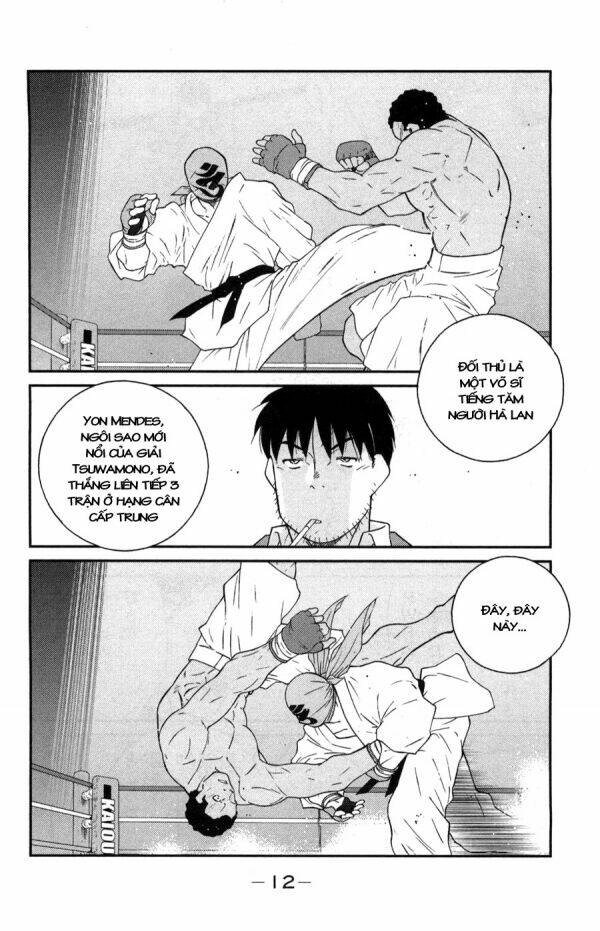 KAI
ĐỐI THỦ LÀ
MỘT VÕ SĨ
TIẾNG TĂM
NGƯỜI HÀ LAN
YON MENDES,
NGÔI SAO MỚI
NỔI CỦA GIẢI
TSUWAMONO, ĐÃ
THẮNG LIÊN TIẾP 3
TRẬN Ở HẠNG CÂN
CẤP TRUNG
ĐÂY, ĐÂY
NÀY...
KAIOU
-12-